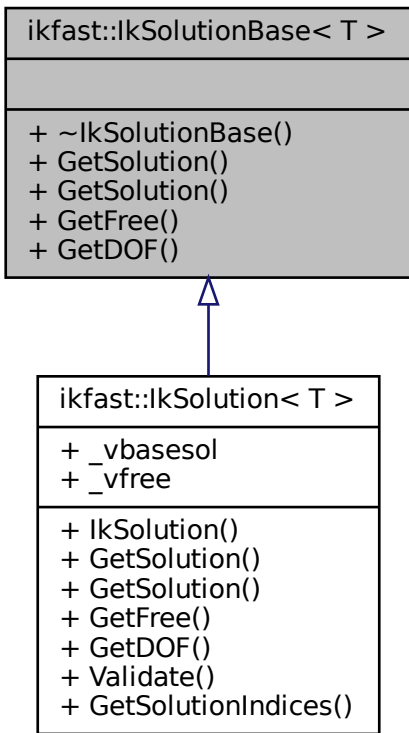 ikfast::IkSolutionBase< T >
+ ~IkSolutionBase()
+ GetSolution()
+ GetSolution()
+ GetFree()
+ GetDOF()
ikfast::IkSolution< T >
+ _vbasesol
+ _vfree
+ IkSolution()
+ GetSolution()
+ GetSolution()
+ GetFree()
+ GetDOF()
+ Validate()
+ GetSolutionIndices()